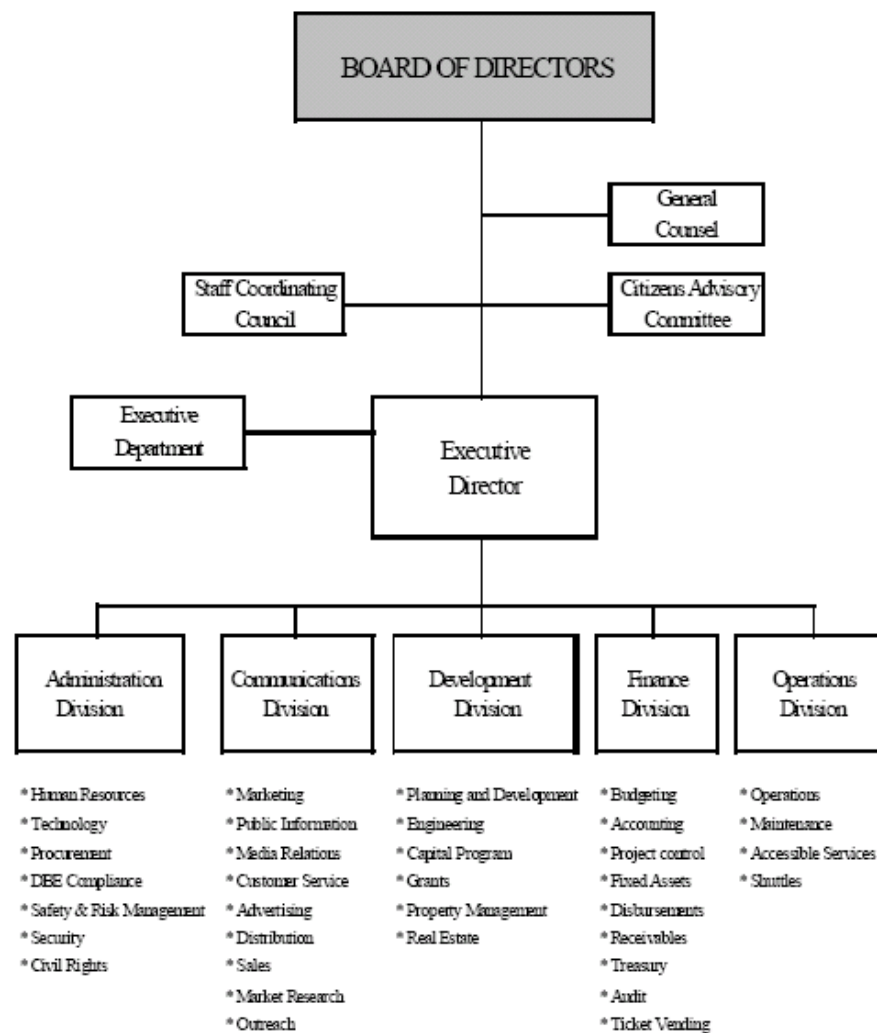 BOARD OF DIRECTORS
General
Counsel
Staff Coordinating
Council
Citizens Advisory
Committee
Executive
Department
Executive
Director
Administration
Division
Communications
Division
Development
Division
Finance
Division
Operations
Division
* Human Resources
* Technology
* Procurement
* DBE Compliance
* Safety & Risk Management
* Security
* Civil Rights
* Marketing
* Public Information
* Media Relations
* Customer Service
* Advertising
* Distribution
* Sales
* Market Research
* Outreach
* Planning and Development
* Engineering
* Capital Program
* Grants
* Property Management
* Real Estate
* Budgeting
* Accounting
* Project control
* Fixed Assets
* Disbursements
* Receivables
* Treasury
* Audit
* Ticket Vending
* Operations
* Maintenance
* Accessible Services
* Shuttles